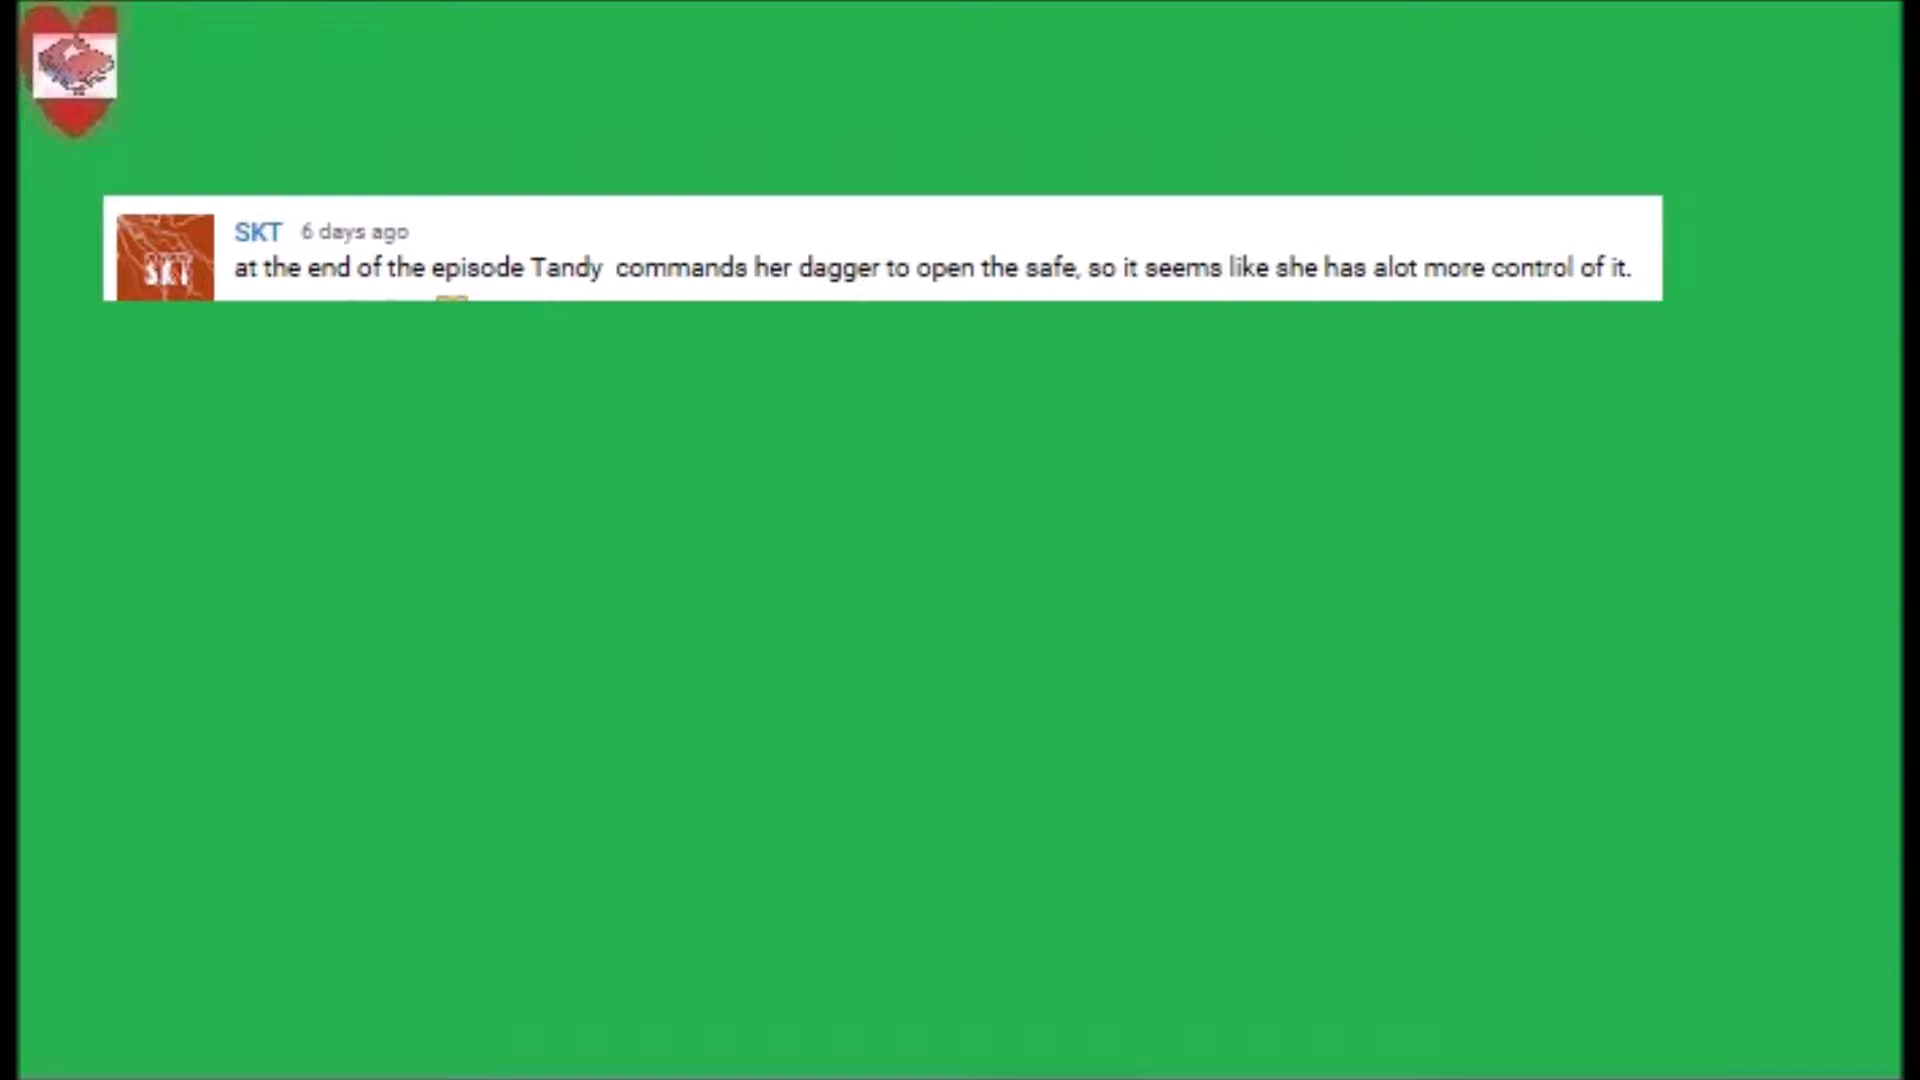 SKT 6 days ago
at the end of the episode Tandy  commands her dagger to open the safe, so it seems like she has alot more control of it.
SKT